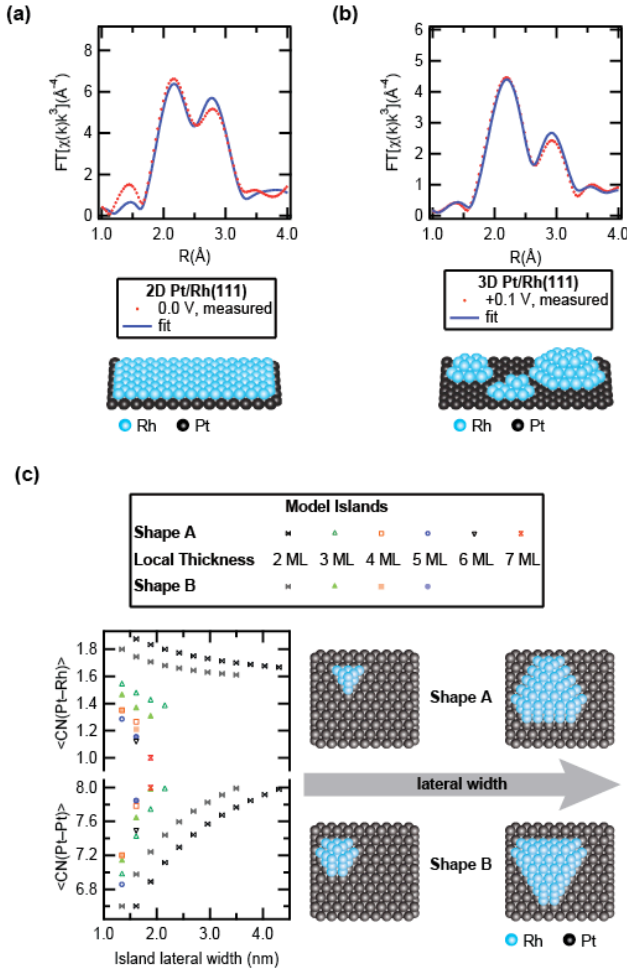 (a)
FT[χ(k)k³](Å⁻⁴)
8
6
4
2
0
1.0 2.0 3.0 4.0
R(Å)
2D Pt/Rh(111)
0.0 V, measured
fit
Rh Pt
(b)
FT[χ(k)k³](Å⁻⁴)
6
5
4
3
2
1
0
1.0 2.0 3.0 4.0
R(Å)
3D Pt/Rh(111)
+0.1 V, measured
fit
Rh Pt
(c)
Model Islands
Shape A
Local Thickness 2 ML 3 ML 4 ML 5 ML 6 ML 7 ML
Shape B
<CN(Pt–Rh)>
1.8
1.6
1.4
1.2
1.0
<CN(Pt–Pt)>
8.0
7.6
7.2
6.8
1.0 2.0 3.0 4.0
Island lateral width (nm)
Shape A
lateral width
Shape B
Rh Pt